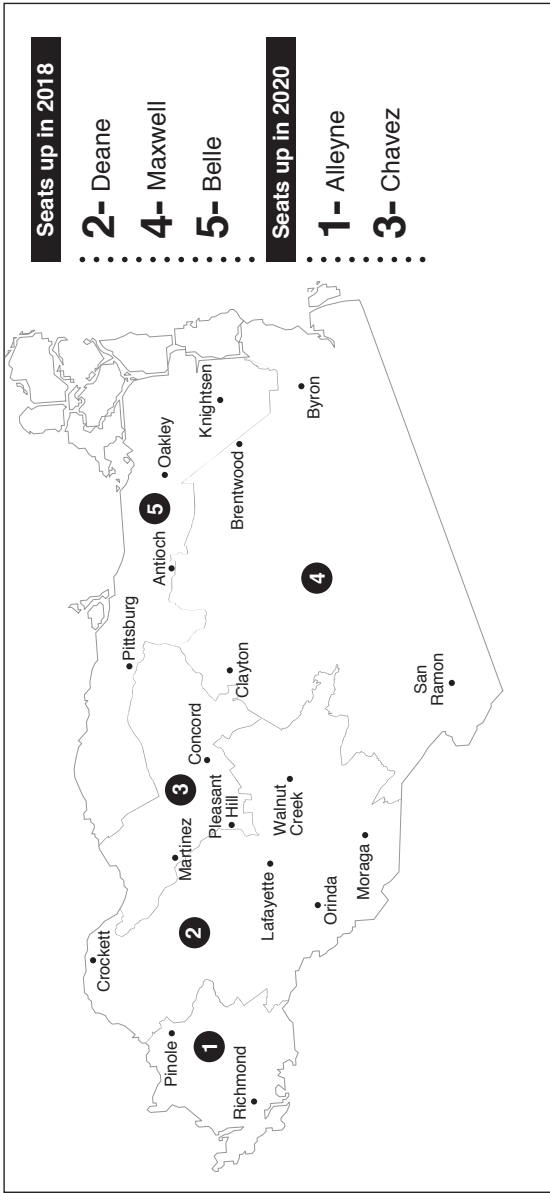 Seats up in 2018
2- Deane
4- Maxwell
5- Belle
Seats up in 2020
1- Alleyne
3- Chavez
Crockett
Pinole
1
Richmond
2
Martinez
3
Concord
Pleasant
Hill
Lafayette
Walnut
Creek
Orinda
Moraga
Pittsburg
Antioch
5
Oakley
Knightsen
Brentwood
Byron
Clayton
4
San
Ramon